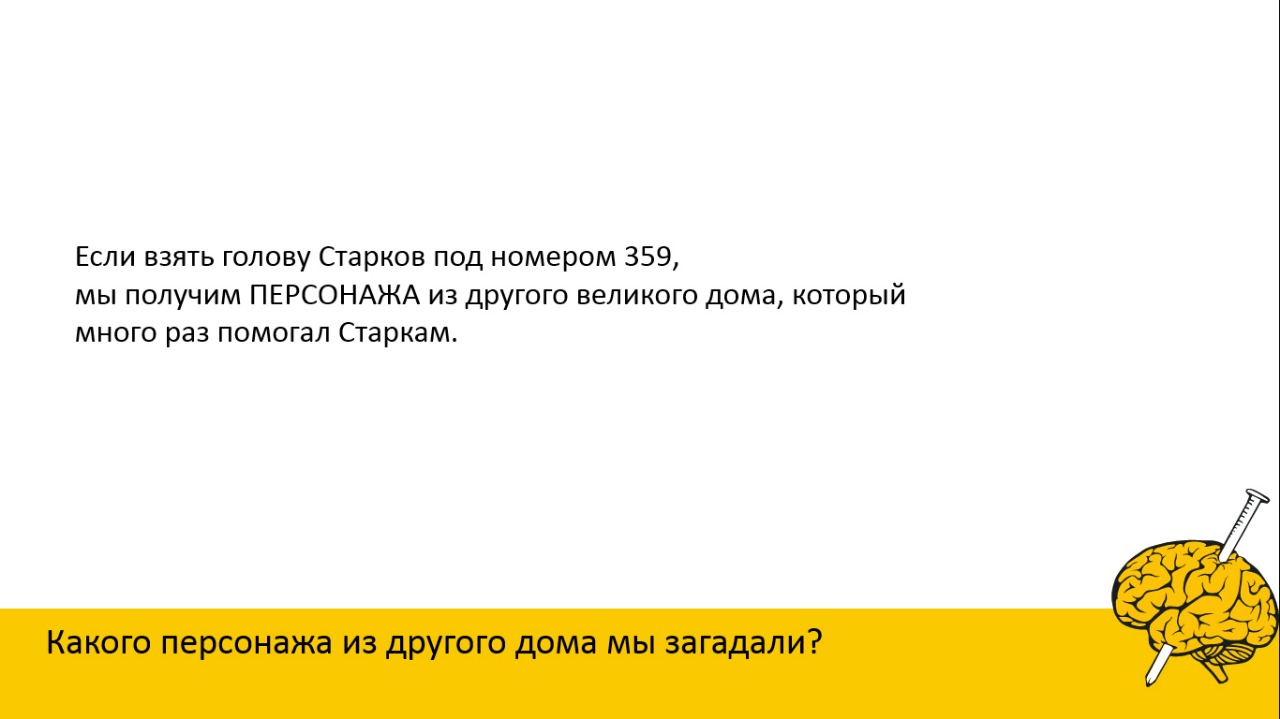 Если взять голову Старков под номером 359,
мы получим ПЕРСОНАЖА из другого великого дома, который
много раз помогал Старкам.
Какого персонажа из другого дома мы загадали?